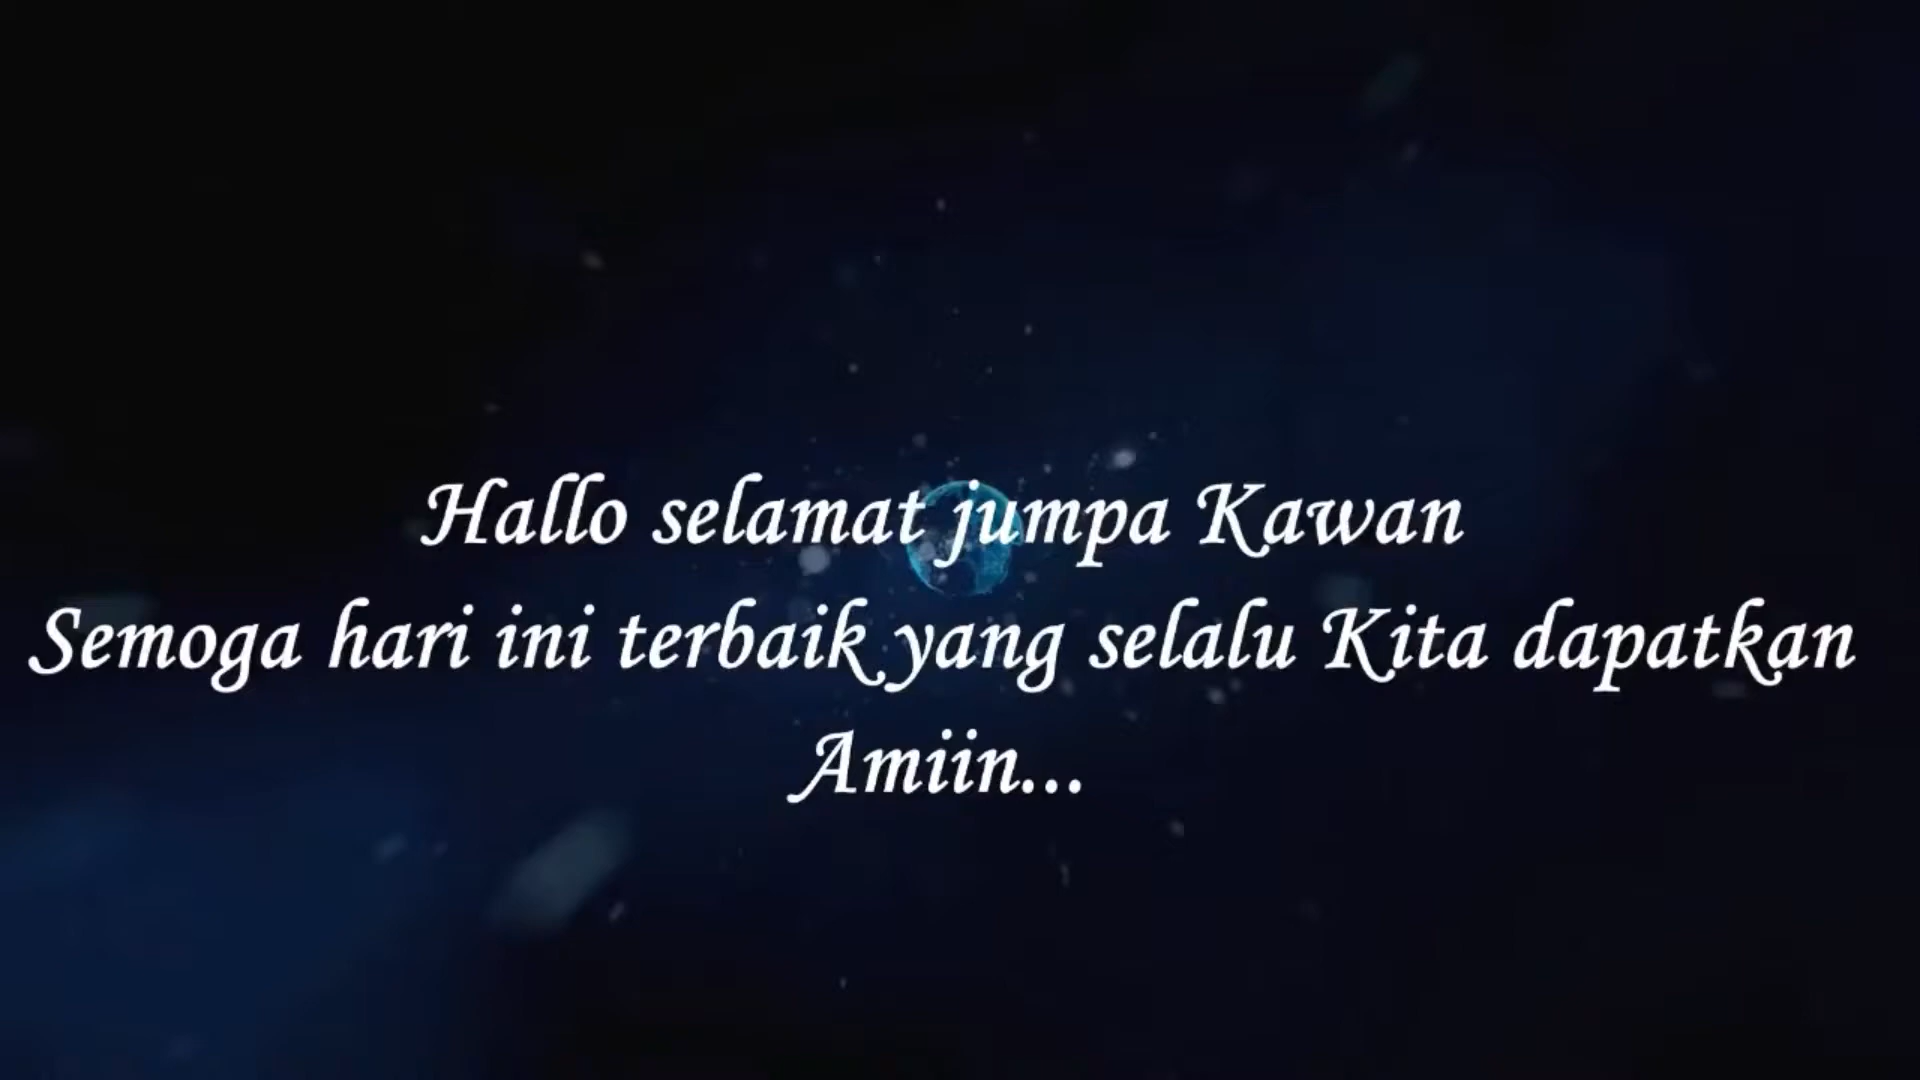 Hallo selamat jumpa Kawan
Semoga hari ini terbaik yang selalu Kita dapatkan
Amiin...